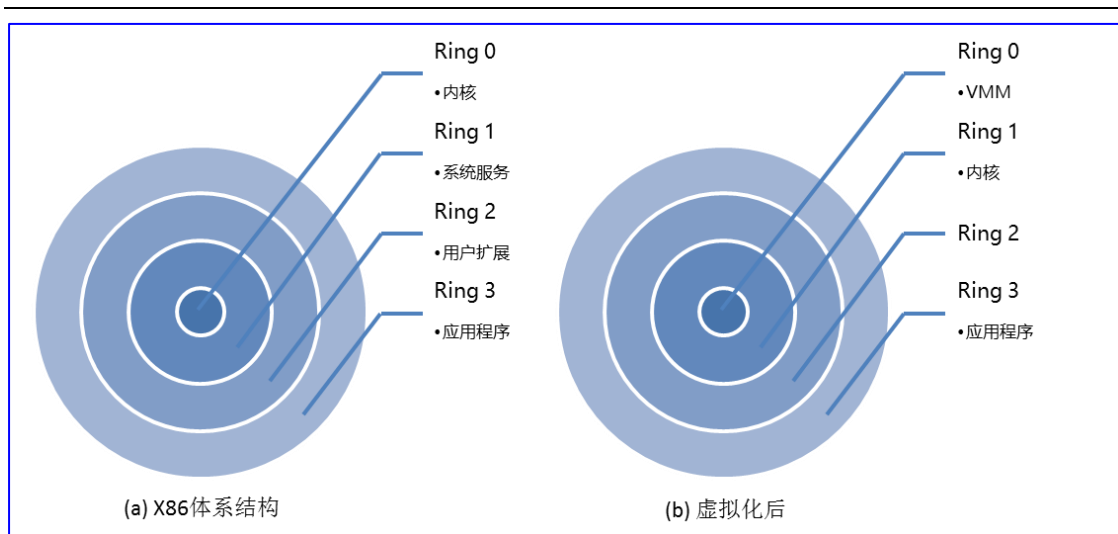 Ring 0
•内核
Ring 1
•系统服务
Ring 2
•用户扩展
Ring 3
•应用程序
(a) X86体系结构
Ring 0
•VMM
Ring 1
•内核
Ring 2
Ring 3
•应用程序
(b) 虚拟化后